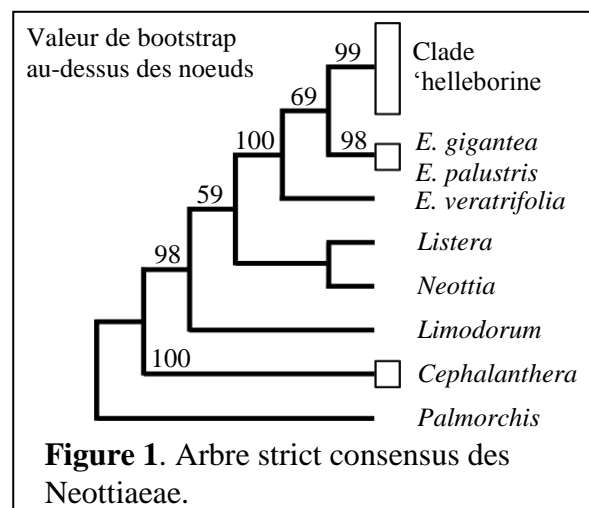 Valeur de bootstrap
au-dessus des noeuds
99
Clade
‘helleborine
69
100
98
E. gigantea
E. palustris
E. veratrifolia
59
Listera
98
Neottia
Limodorum
100
Cephalanthera
Palmorchis
Figure 1. Arbre strict consensus des
Neottiaeae.